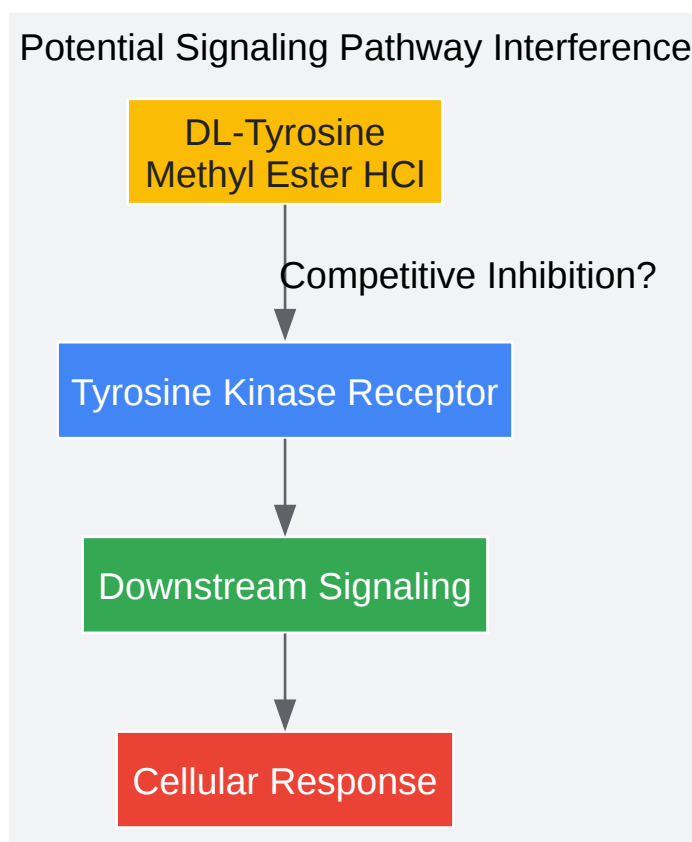 Potential Signaling Pathway Interference
DL-Tyrosine
Methyl Ester HCl
Competitive Inhibition?
Tyrosine Kinase Receptor
Downstream Signaling
Cellular Response